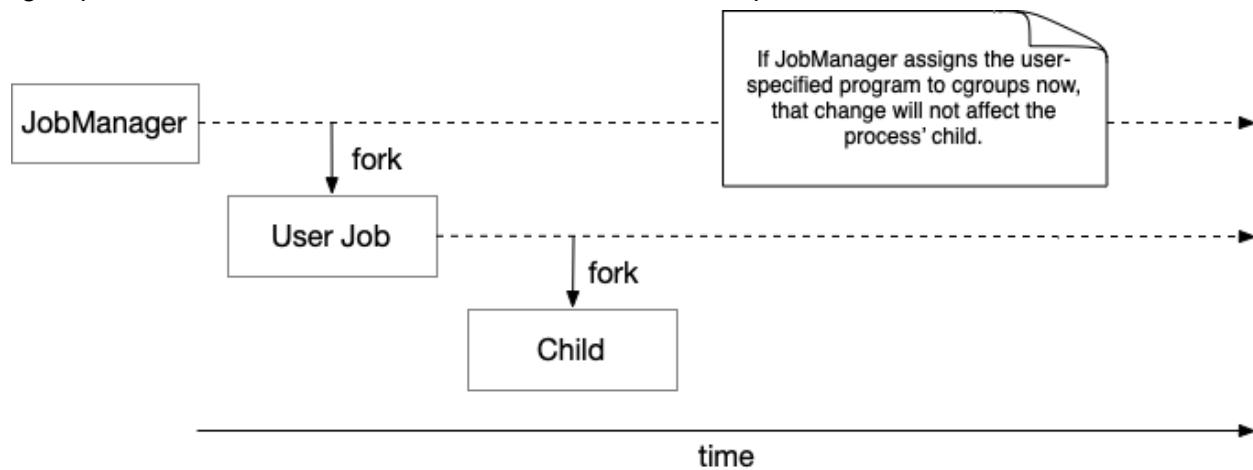 If JobManager assigns the user-
specified program to cgroups now,
that change will not affect the
process’ child.
JobManager
fork
User Job
fork
Child
time